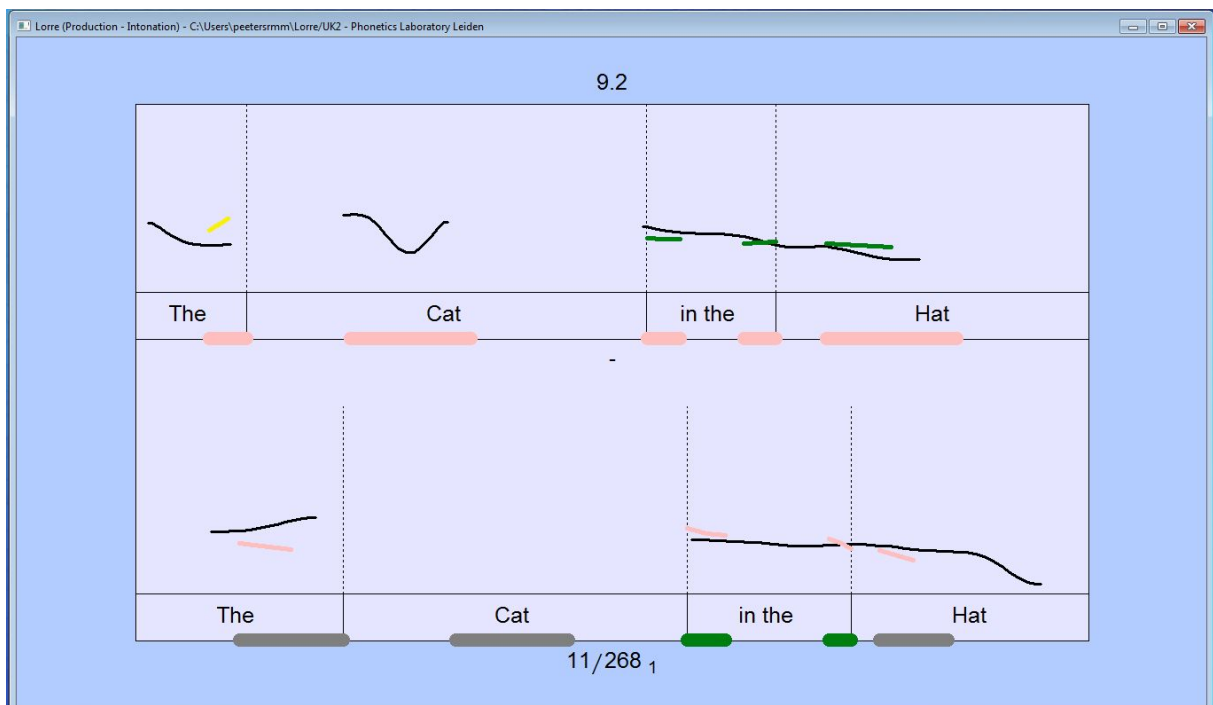 Lorre (Production - Intonation) - C:\Users\peetersrmm\Lorre/UK2 - Phonetics Laboratory Leiden
9.2
The Cat in the Hat
-
The Cat in the Hat
11/268 1